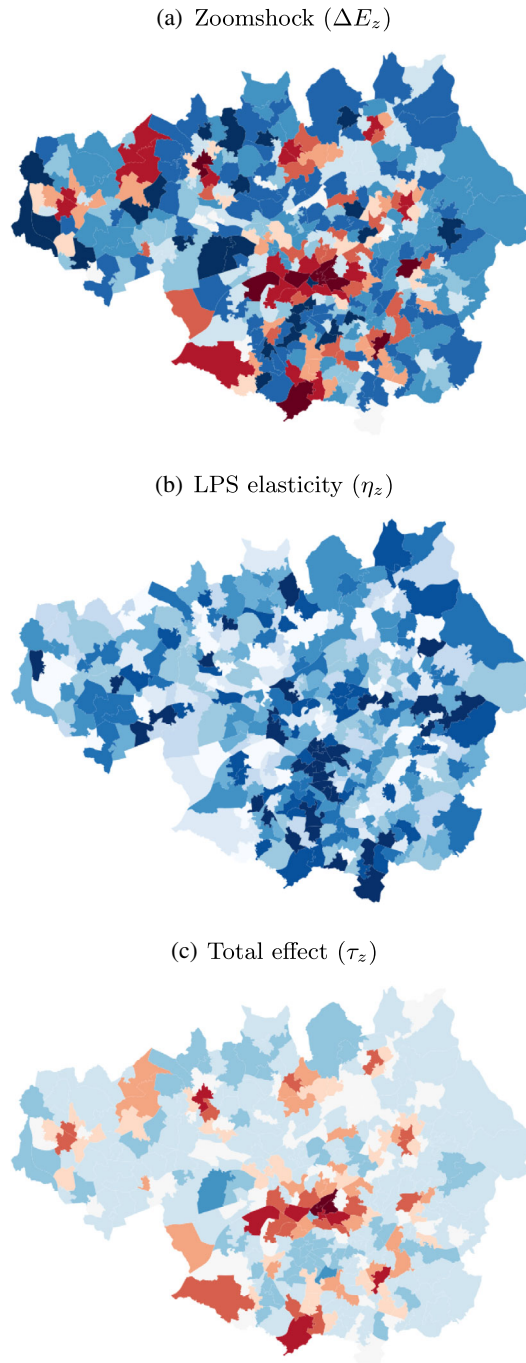 (a) Zoomshock (ΔE_z)
(b) LPS elasticity (η_z)
(c) Total effect (τ_z)